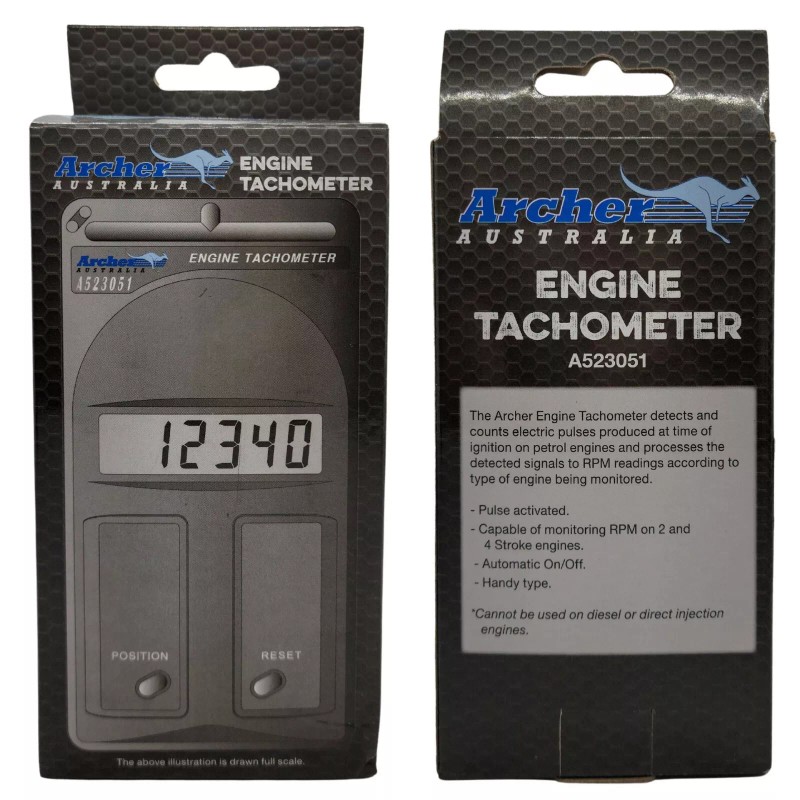 Archer
AUSTRALIA
ENGINE
TACHOMETER
Archer
AUSTRALIA
A523051
ENGINE TACHOMETER
12340
POSITION
RESET
The above illustration is drawn full scale.
Archer
AUSTRALIA
ENGINE
TACHOMETER
A523051
The Archer Engine Tachometer detects and
counts electric pulses produced at time of
ignition on petrol engines and processes the
detected signals to RPM readings according to
type of engine being monitored.
- Pulse activated.
- Capable of monitoring RPM on 2 and
4 Stroke engines.
- Automatic On/Off.
- Handy type.
*Cannot be used on diesel or direct injection
engines.